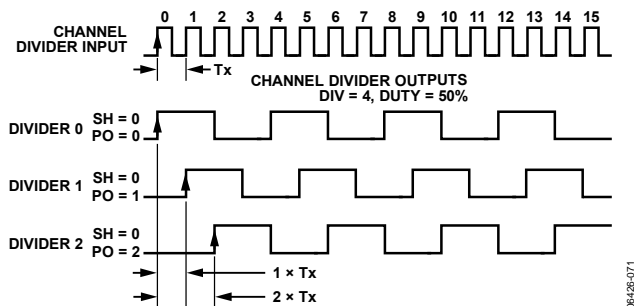 0 1 2 3 4 5 6 7 8 9 10 11 12 13 14 15
CHANNEL
DIVIDER INPUT
Tx
CHANNEL DIVIDER OUTPUTS
DIV = 4, DUTY = 50%
DIVIDER 0
SH = 0
PO = 0
DIVIDER 1
SH = 0
PO = 1
DIVIDER 2
SH = 0
PO = 2
1 × Tx
2 × Tx
06426-071